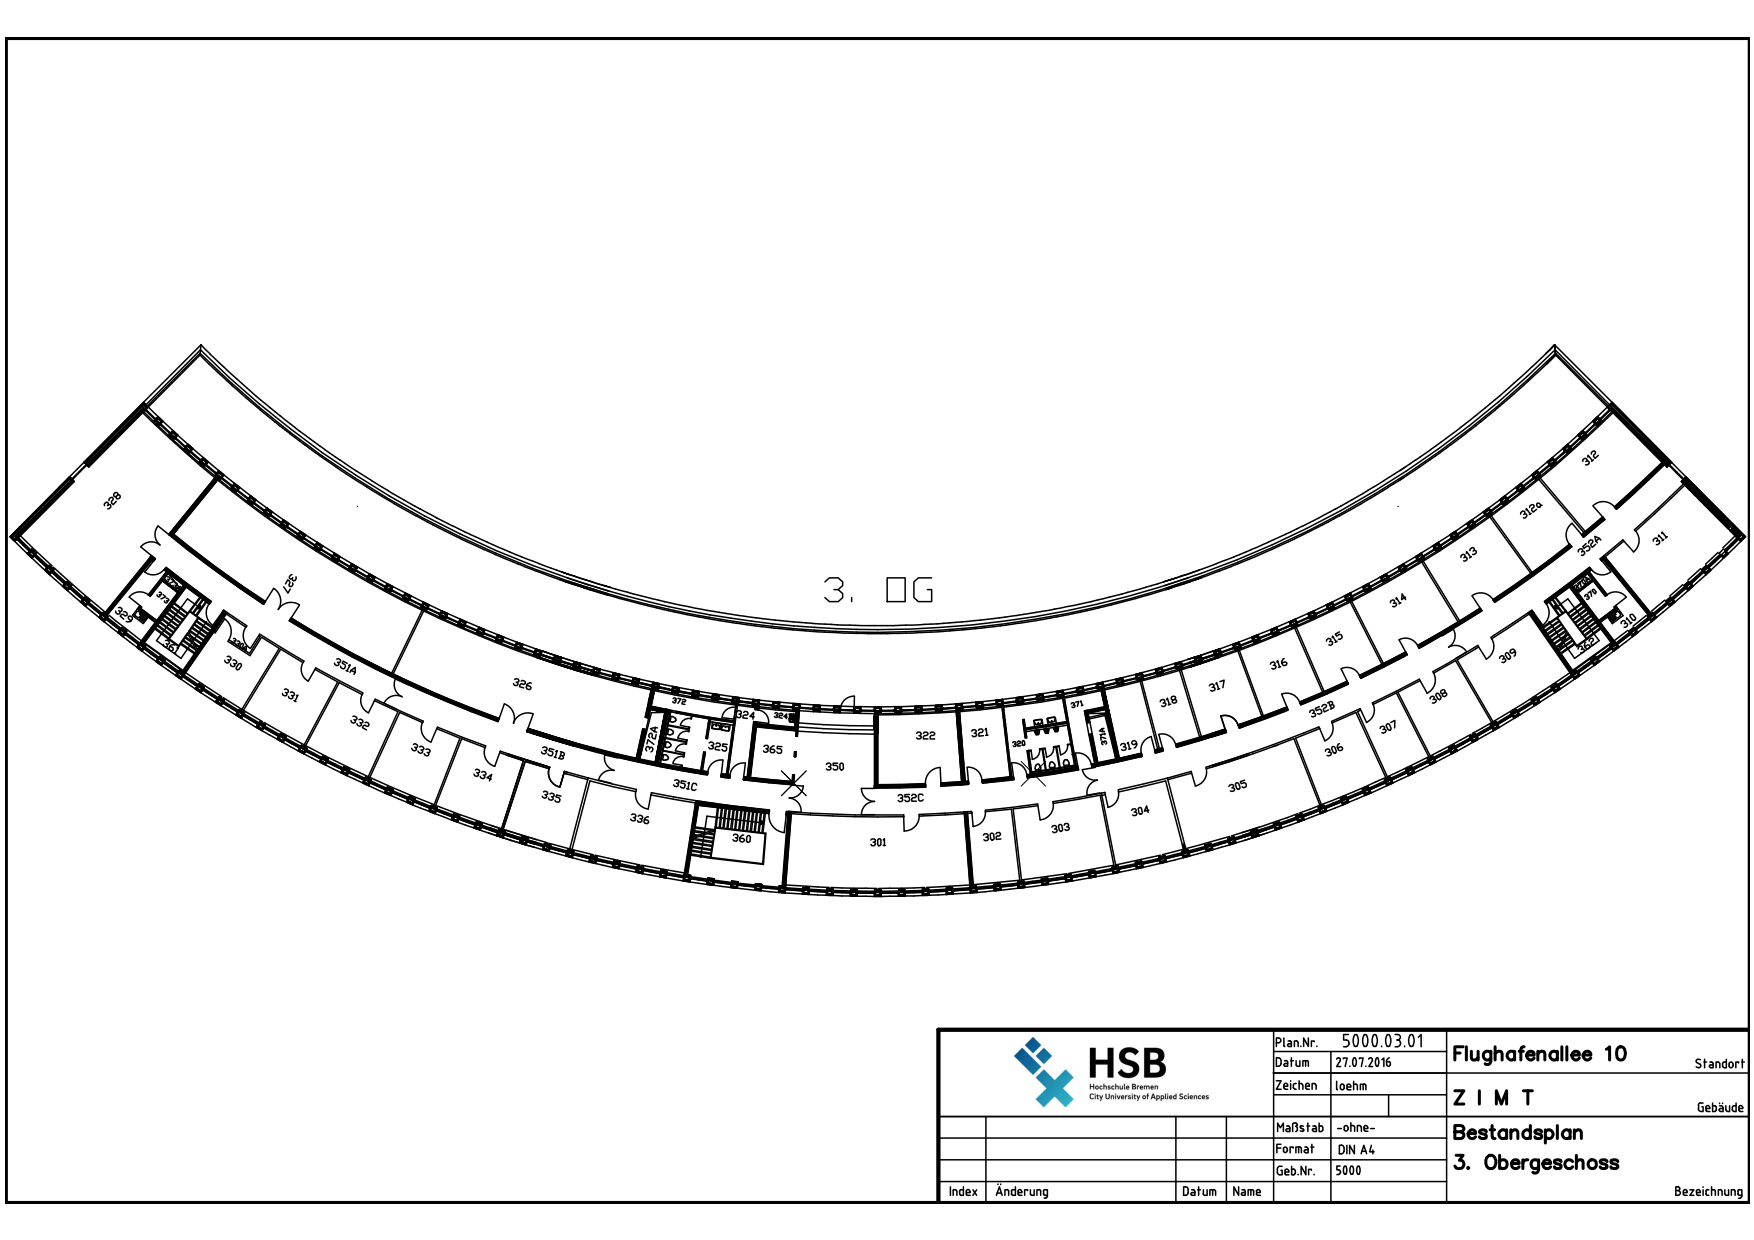 3. OG
328
327
329
373
361
330
330a
331
351A
332
333
326
334
351B
335
336
372
372A
325
324
324
365
351C
360
350
322
321
320
371
371A
319
318
317
316
315
314
313
312a
312
311
352A
370
370A
310
362
309
308
307
352B
306
305
304
303
302
301
352C
HSB
Hochschule Bremen
City University of Applied Sciences
Plan.Nr. 5000.03.01
Datum 27.07.2016
Zeichen loehm
Maßstab -ohne-
Format DIN A4
Geb.Nr. 5000
Flughafenallee 10
Standort
Z I M T
Gebäude
Bestandsplan
3. Obergeschoss
Bezeichnung
Index Änderung Datum Name